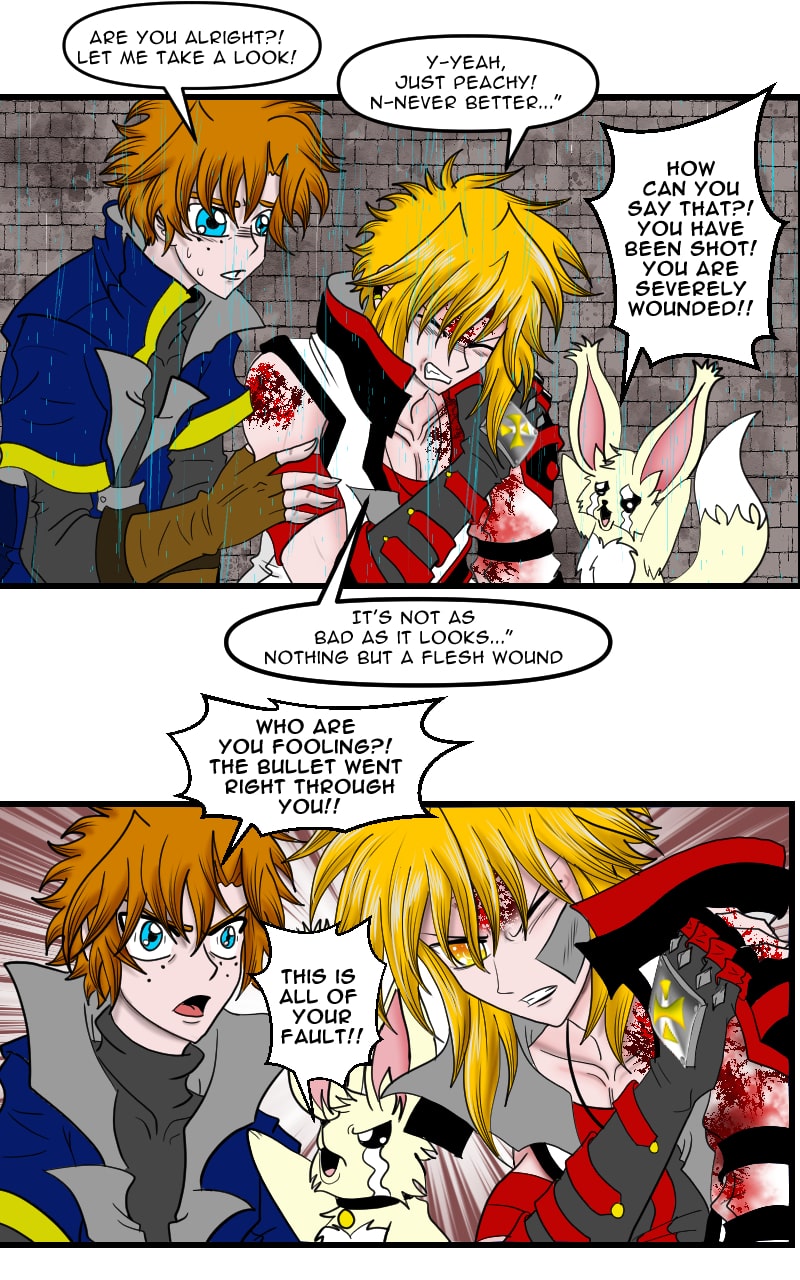 ARE YOU ALRIGHT?!
LET ME TAKE A LOOK!
Y-YEAH,
JUST PEACHY!
N-NEVER BETTER..."
HOW
CAN YOU
SAY THAT?!
YOU HAVE
BEEN SHOT!
YOU ARE
SEVERELY
WOUNDED!!
IT'S NOT AS
BAD AS IT LOOKS..."
NOTHING BUT A FLESH WOUND
WHO ARE
YOU FOOLING?!
THE BULLET WENT
RIGHT THROUGH
YOU!!
THIS IS
ALL OF
YOUR
FAULT!!